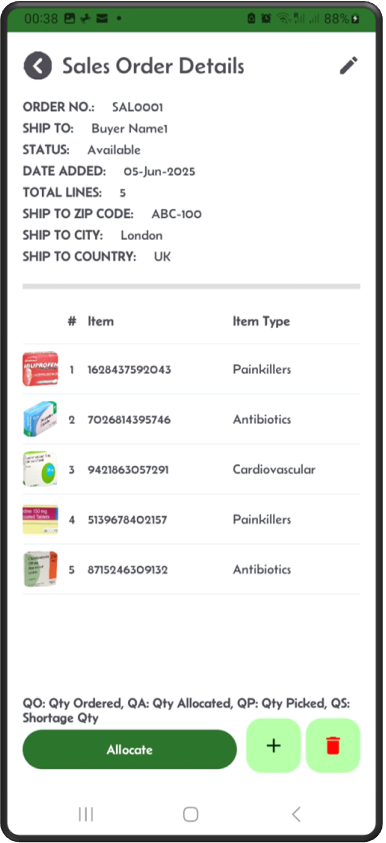 00:38 88%
Sales Order Details
ORDER NO.: SAL0001
SHIP TO: Buyer Name1
STATUS: Available
DATE ADDED: 05-Jun-2025
TOTAL LINES: 5
SHIP TO ZIP CODE: ABC-100
SHIP TO CITY: London
SHIP TO COUNTRY: UK
# Item Item Type
IBUPROFEN
1 1628437592043 Painkillers
2 7026814395746 Antibiotics
3 9421863057291 Cardiovascular
4 5139678402157 Painkillers
5 8715246309132 Antibiotics
QO: Qty Ordered, QA: Qty Allocated, QP: Qty Picked, QS:
Shortage Qty
Allocate +